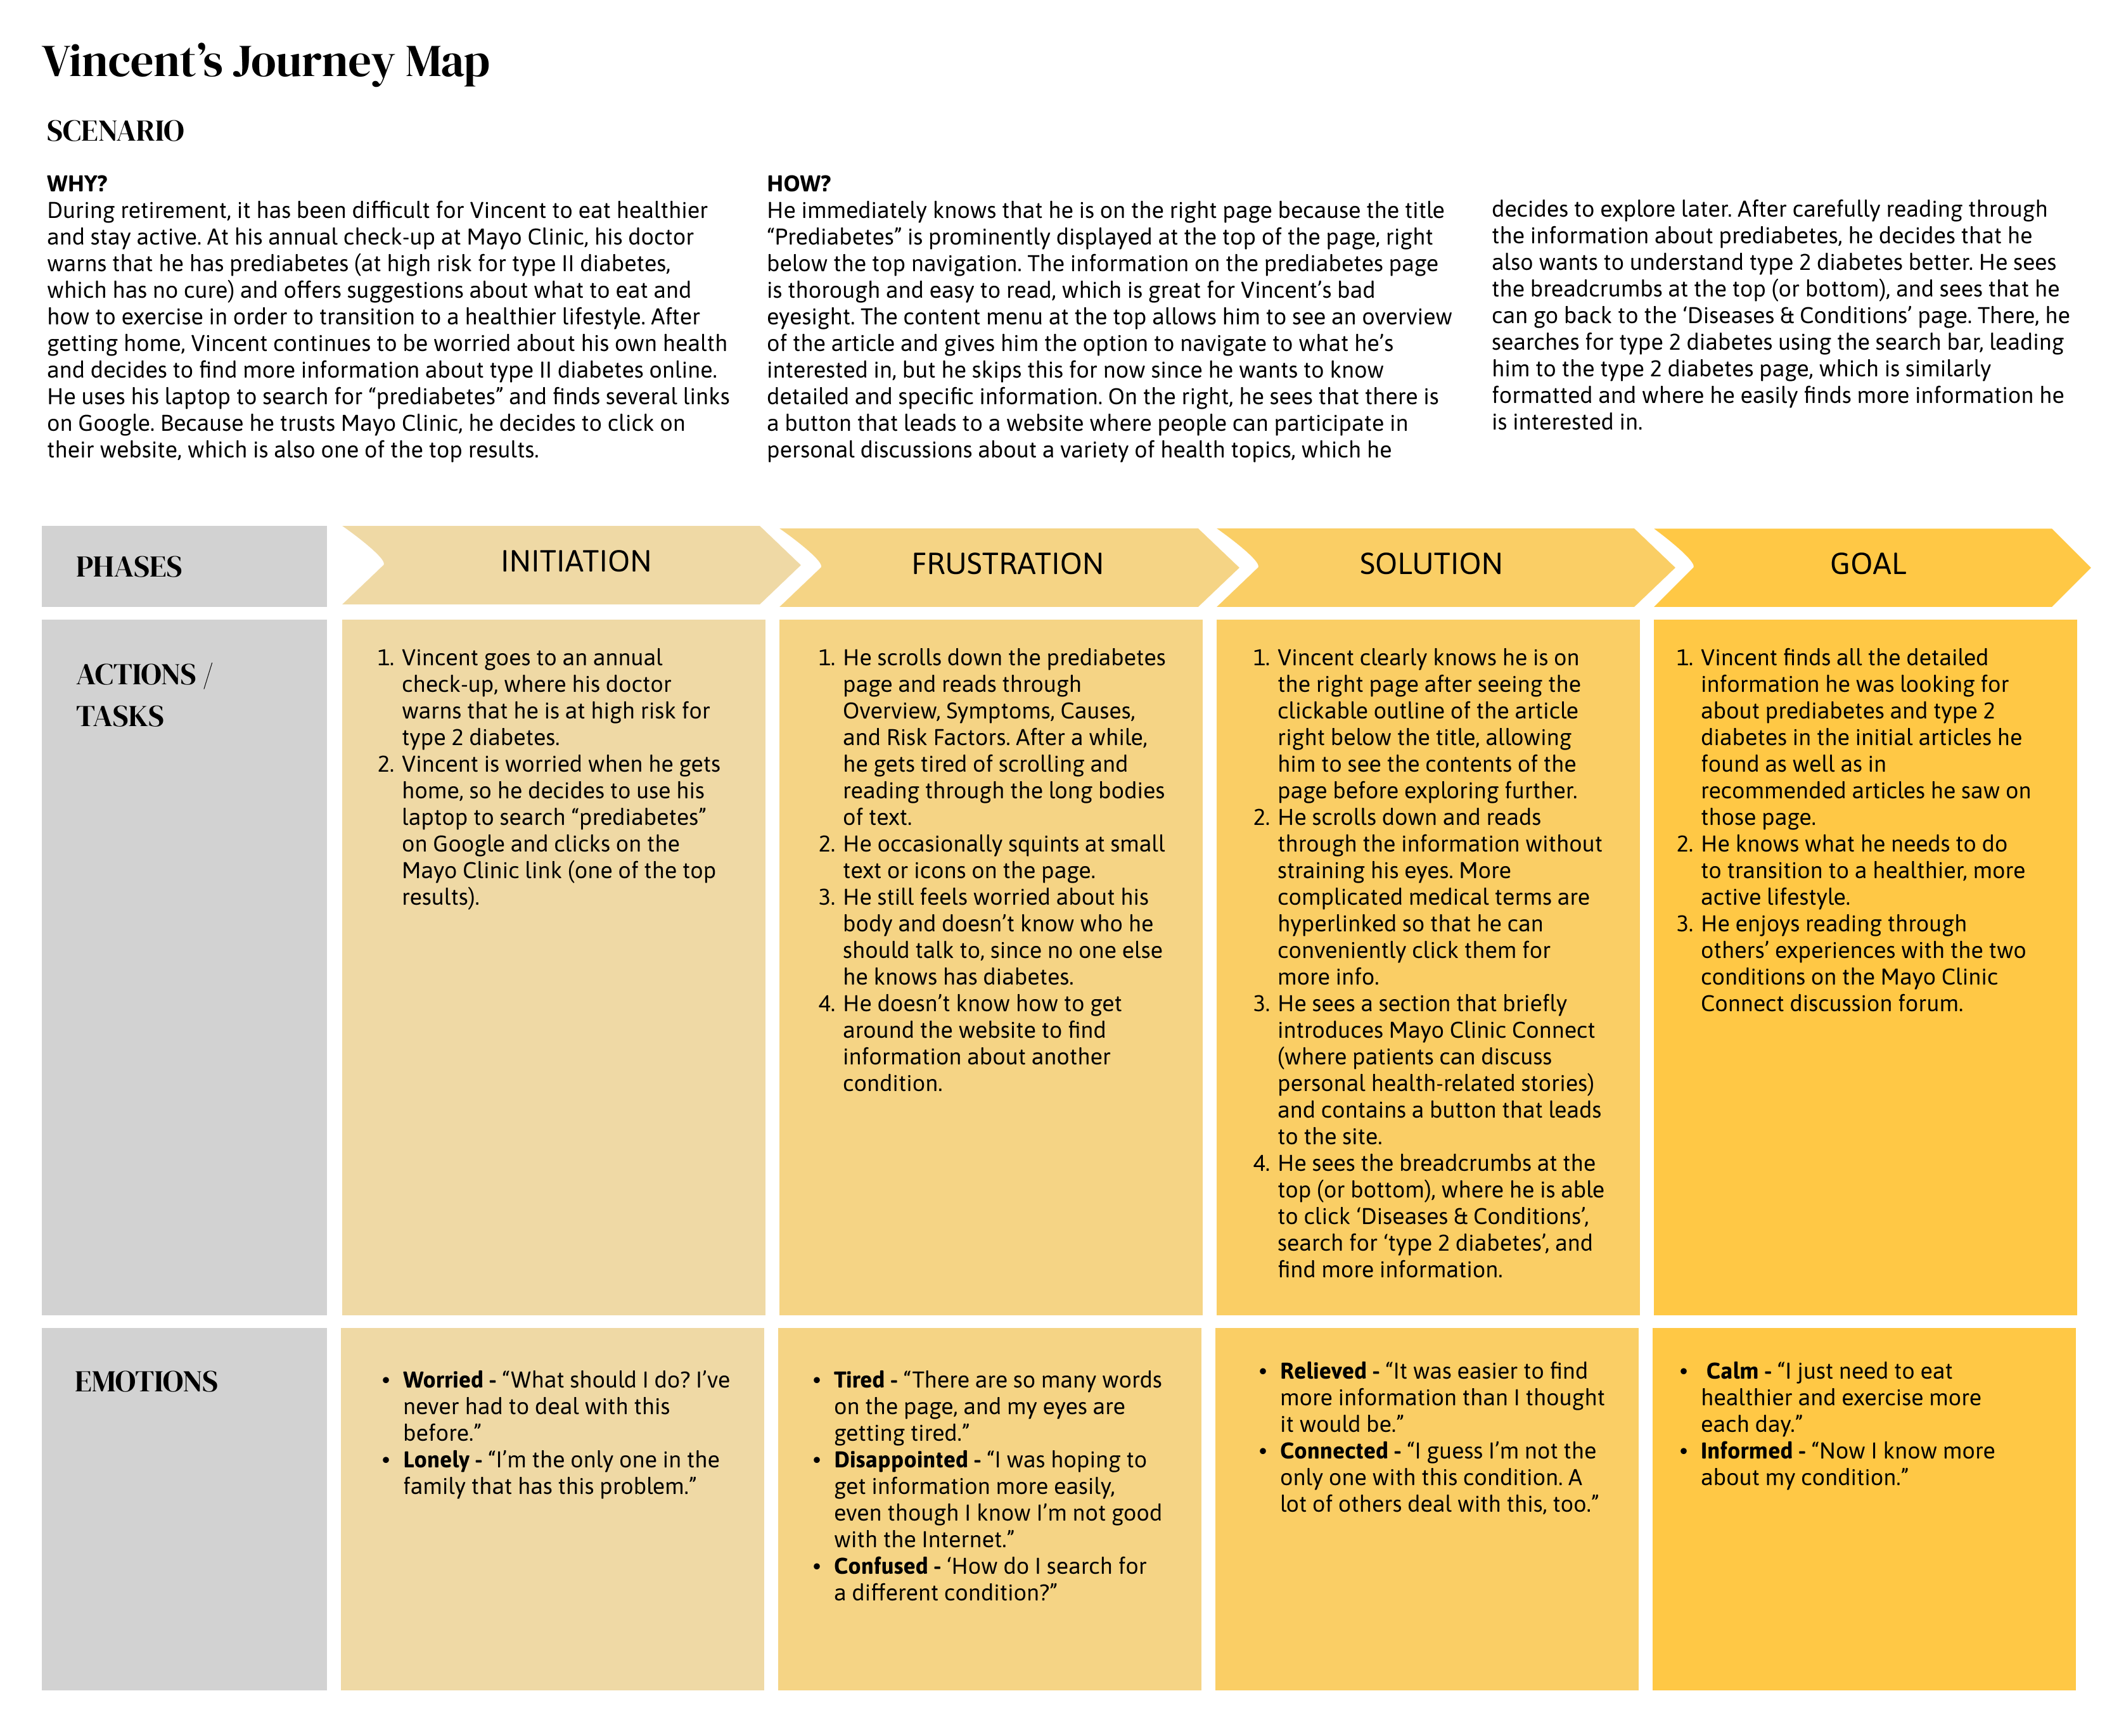 Vincent’s Journey Map
SCENARIO
WHY?
During retirement, it has been difficult for Vincent to eat healthier
and stay active. At his annual check-up at Mayo Clinic, his doctor
warns that he has prediabetes (at high risk for type II diabetes,
which has no cure) and offers suggestions about what to eat and
how to exercise in order to transition to a healthier lifestyle. After
getting home, Vincent continues to be worried about his own health
and decides to find more information about type II diabetes online.
He uses his laptop to search for “prediabetes” and finds several links
on Google. Because he trusts Mayo Clinic, he decides to click on
their website, which is also one of the top results.
HOW?
He immediately knows that he is on the right page because the title
“Prediabetes” is prominently displayed at the top of the page, right
below the top navigation. The information on the prediabetes page
is thorough and easy to read, which is great for Vincent’s bad
eyesight. The content menu at the top allows him to see an overview
of the article and gives him the option to navigate to what he’s
interested in, but he skips this for now since he wants to know
detailed and specific information. On the right, he sees that there is
a button that leads to a website where people can participate in
personal discussions about a variety of health topics, which he
decides to explore later. After carefully reading through
the information about prediabetes, he decides that he
also wants to understand type 2 diabetes better. He sees
the breadcrumbs at the top (or bottom), and sees that he
can go back to the ‘Diseases & Conditions’ page. There, he
searches for type 2 diabetes using the search bar, leading
him to the type 2 diabetes page, which is similarly
formatted and where he easily finds more information he
is interested in.
PHASES
INITIATION
FRUSTRATION
SOLUTION
GOAL
ACTIONS /
TASKS
1. Vincent goes to an annual
check-up, where his doctor
warns that he is at high risk for
type 2 diabetes.
2. Vincent is worried when he gets
home, so he decides to use his
laptop to search “prediabetes”
on Google and clicks on the
Mayo Clinic link (one of the top
results).
1. He scrolls down the prediabetes
page and reads through
Overview, Symptoms, Causes,
and Risk Factors. After a while,
he gets tired of scrolling and
reading through the long bodies
of text.
2. He occasionally squints at small
text or icons on the page.
3. He still feels worried about his
body and doesn’t know who he
should talk to, since no one else
he knows has diabetes.
4. He doesn’t know how to get
around the website to find
information about another
condition.
1. Vincent clearly knows he is on
the right page after seeing the
clickable outline of the article
right below the title, allowing
him to see the contents of the
page before exploring further.
2. He scrolls down and reads
through the information without
straining his eyes. More
complicated medical terms are
hyperlinked so that he can
conveniently click them for
more info.
3. He sees a section that briefly
introduces Mayo Clinic Connect
(where patients can discuss
personal health-related stories)
and contains a button that leads
to the site.
4. He sees the breadcrumbs at the
top (or bottom), where he is able
to click ‘Diseases & Conditions’,
search for ‘type 2 diabetes’, and
find more information.
1. Vincent finds all the detailed
information he was looking for
about prediabetes and type 2
diabetes in the initial articles he
found as well as in
recommended articles he saw on
those page.
2. He knows what he needs to do
to transition to a healthier, more
active lifestyle.
3. He enjoys reading through
others’ experiences with the two
conditions on the Mayo Clinic
Connect discussion forum.
EMOTIONS
• Worried - “What should I do? I’ve
never had to deal with this
before.”
• Lonely - “I’m the only one in the
family that has this problem.”
• Tired - “There are so many words
on the page, and my eyes are
getting tired.”
• Disappointed - “I was hoping to
get information more easily,
even though I know I’m not good
with the Internet.”
• Confused - ‘How do I search for
a different condition?”
• Relieved - “It was easier to find
more information than I thought
it would be.”
• Connected - “I guess I’m not the
only one with this condition. A
lot of others deal with this, too.”
• Calm - “I just need to eat
healthier and exercise more
each day.”
• Informed - “Now I know more
about my condition.”